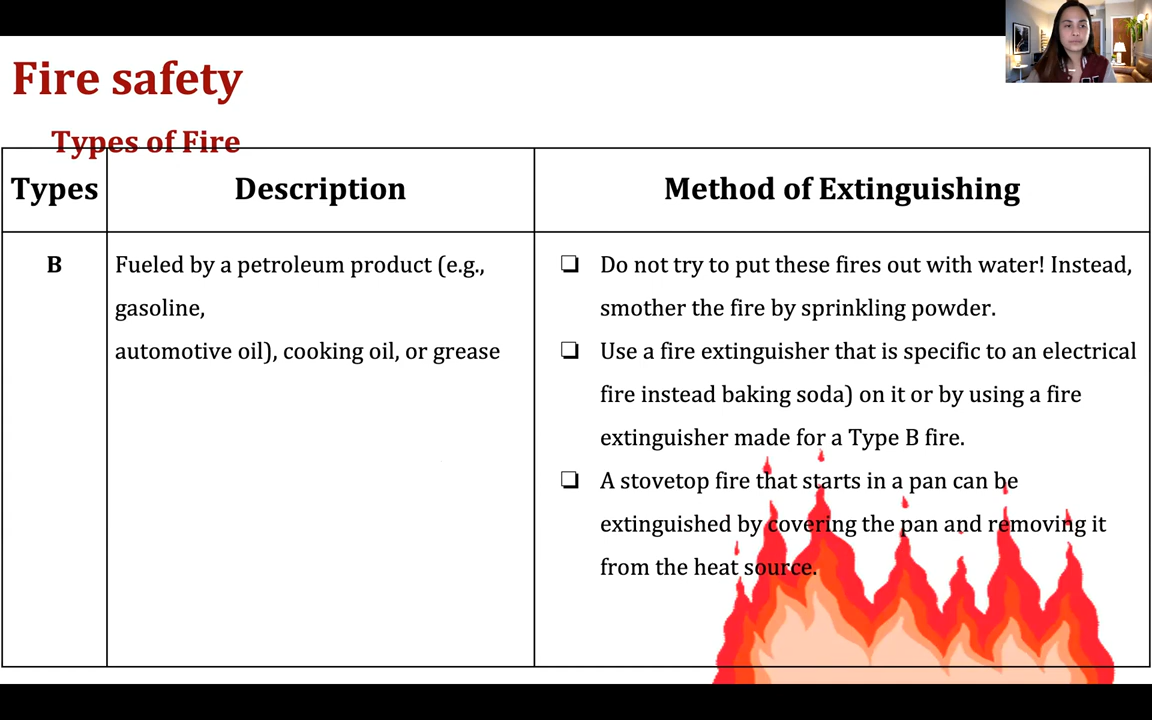 Fire safety
Types of Fire
Types
Description
Method of Extinguishing
B
Fueled by a petroleum product (e.g.,
gasoline,
automotive oil), cooking oil, or grease
❏ Do not try to put these fires out with water! Instead,
smother the fire by sprinkling powder.
❏ Use a fire extinguisher that is specific to an electrical
fire instead baking soda) on it or by using a fire
extinguisher made for a Type B fire.
❏ A stovetop fire that starts in a pan can be
extinguished by covering the pan and removing it
from the heat source.